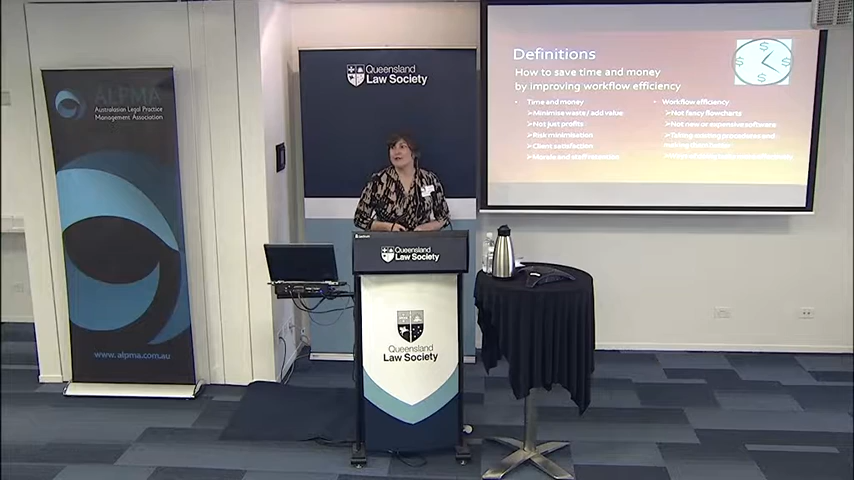 ALPMA
Australasian Legal Practice
Management Association
www.alpma.com.au
Queensland
Law Society
Queensland
Law Society
Queensland
Law Society
Definitions
How to save time and money
by improving workflow efficiency
• Time and money
➢Minimise waste / add value
➢Not just profits
➢Risk minimisation
➢Client satisfaction
➢Morale and staff retention
• Workflow efficiency
➢Not fancy flowcharts
➢Not new or expensive software
➢Taking existing procedures and
making them better